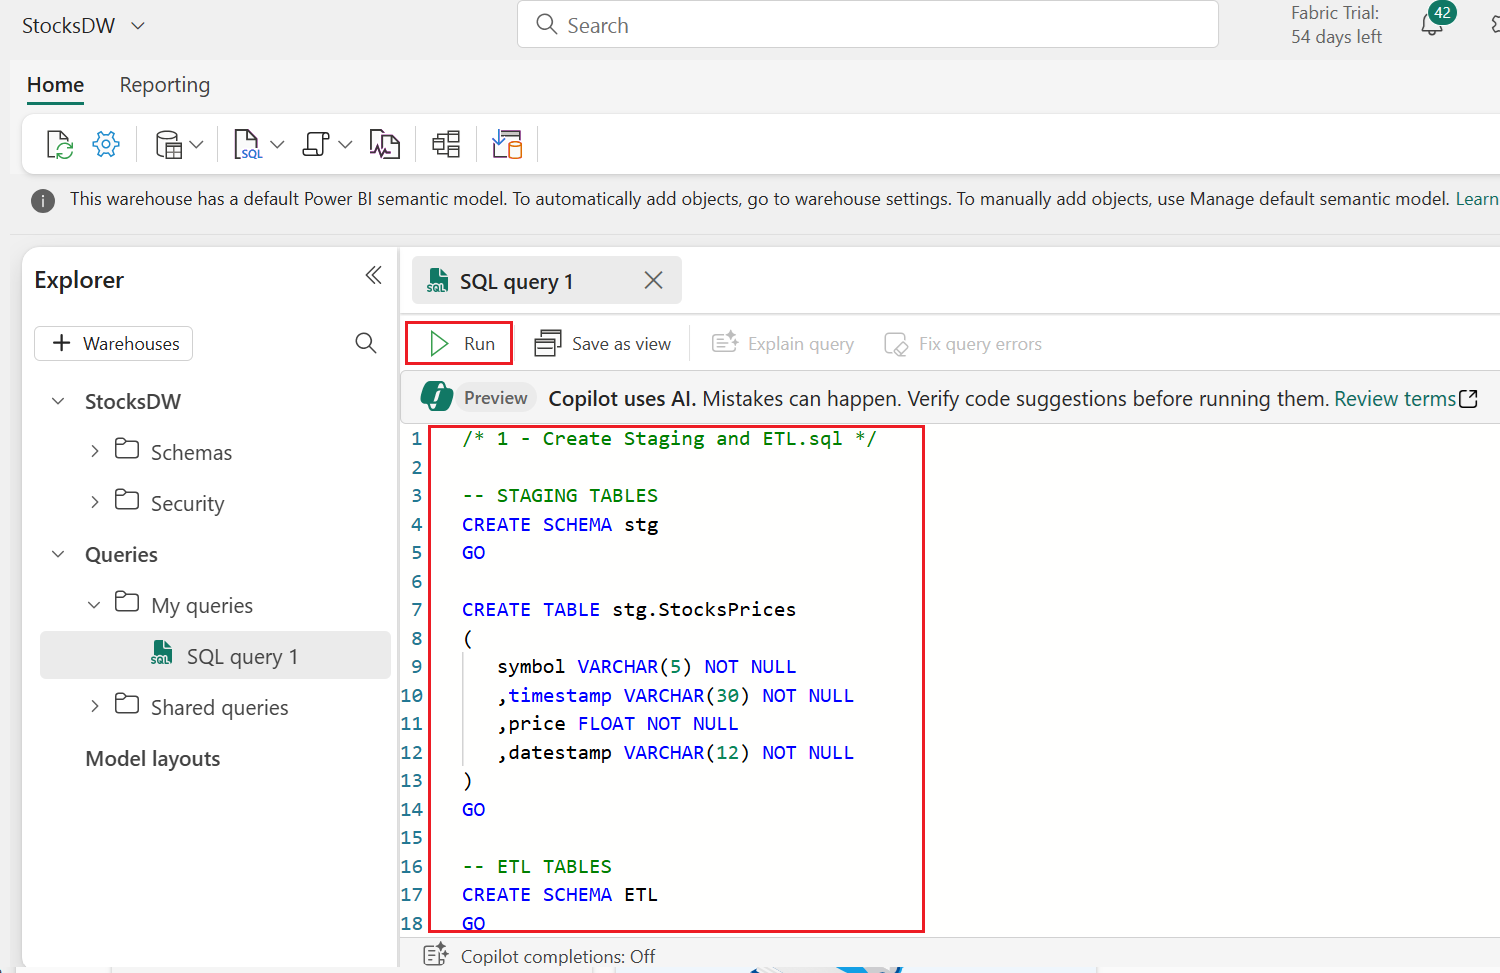 StocksDW
Search
Fabric Trial:
54 days left
42
Home
Reporting
SQL
This warehouse has a default Power BI semantic model. To automatically add objects, go to warehouse settings. To manually add objects, use Manage default semantic model. Learn
Explorer
Warehouses
StocksDW
Schemas
Security
Queries
My queries
SQL
SQL query 1
Shared queries
Model layouts
SQL
SQL query 1
Run
Save as view
Explain query
Fix query errors
Preview
Copilot uses AI. Mistakes can happen. Verify code suggestions before running them. Review terms
1 /* 1 - Create Staging and ETL.sql */
2
3 -- STAGING TABLES
4 CREATE SCHEMA stg
5 GO
6
7 CREATE TABLE stg.StocksPrices
8 (
9 symbol VARCHAR(5) NOT NULL
10 ,timestamp VARCHAR(30) NOT NULL
11 ,price FLOAT NOT NULL
12 ,datestamp VARCHAR(12) NOT NULL
13 )
14 GO
15
16 -- ETL TABLES
17 CREATE SCHEMA ETL
18 GO
Copilot completions: Off